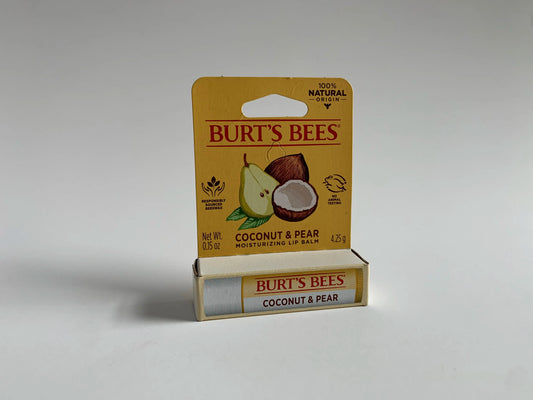 100%
NATURAL
ORIGIN
BURT'S BEES®
RESPONSIBLY
SOURCED
BEESWAX
NO
ANIMAL
TESTING
Net Wt.
0.15 oz
COCONUT & PEAR
MOISTURIZING LIP BALM
4.25 g
BURT'S BEES®
COCONUT & PEAR